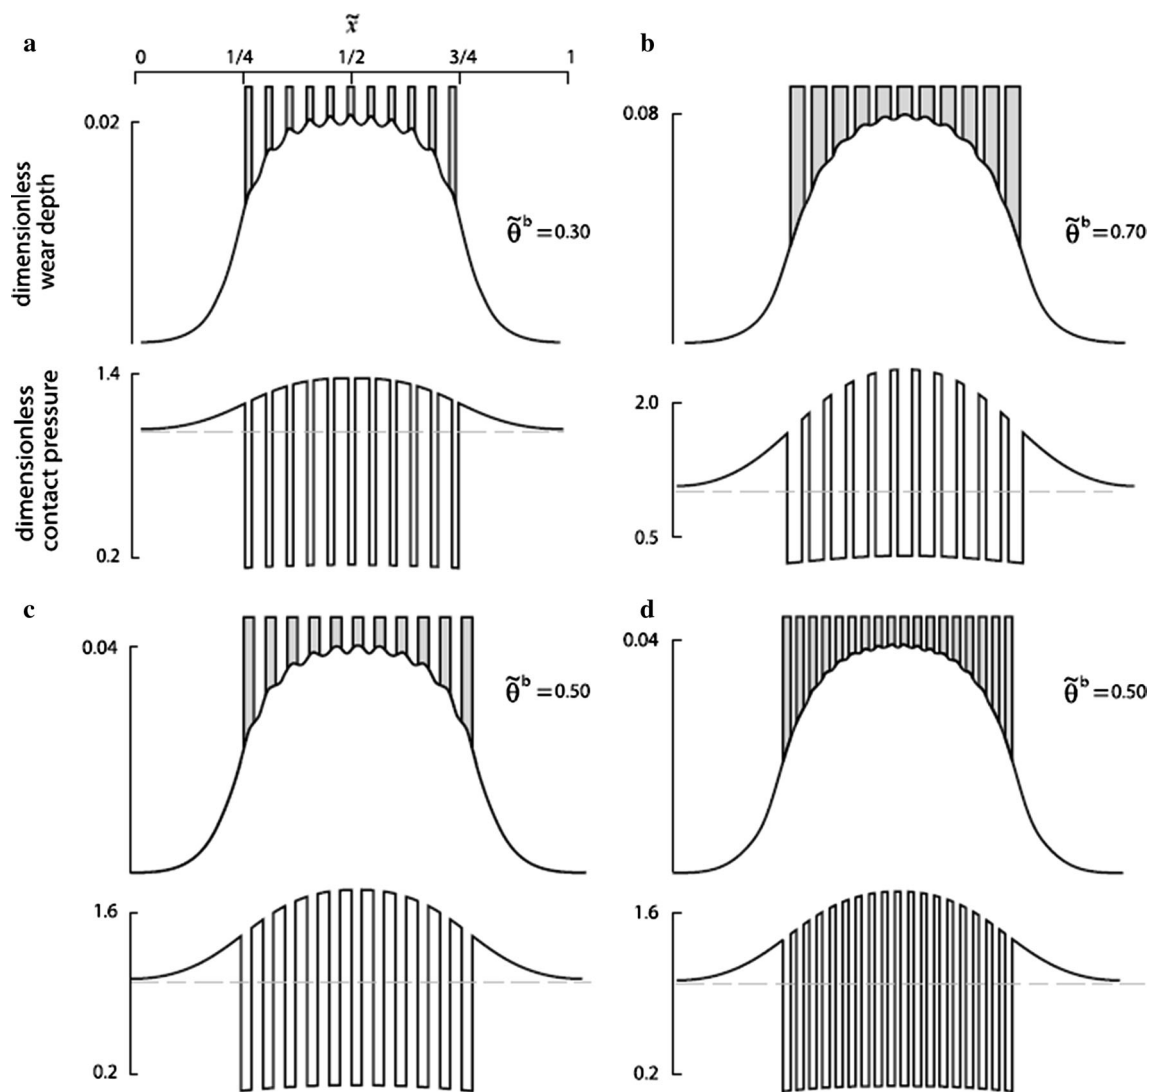 a
x̃
0 1/4 1/2 3/4 1
0.02
dimensionless
wear depth
θ̃ᵇ = 0.30
1.4
dimensionless
contact pressure
0.2
b
0.08
θ̃ᵇ = 0.70
2.0
0.5
c
0.04
θ̃ᵇ = 0.50
1.6
0.2
d
0.04
θ̃ᵇ = 0.50
1.6
0.2